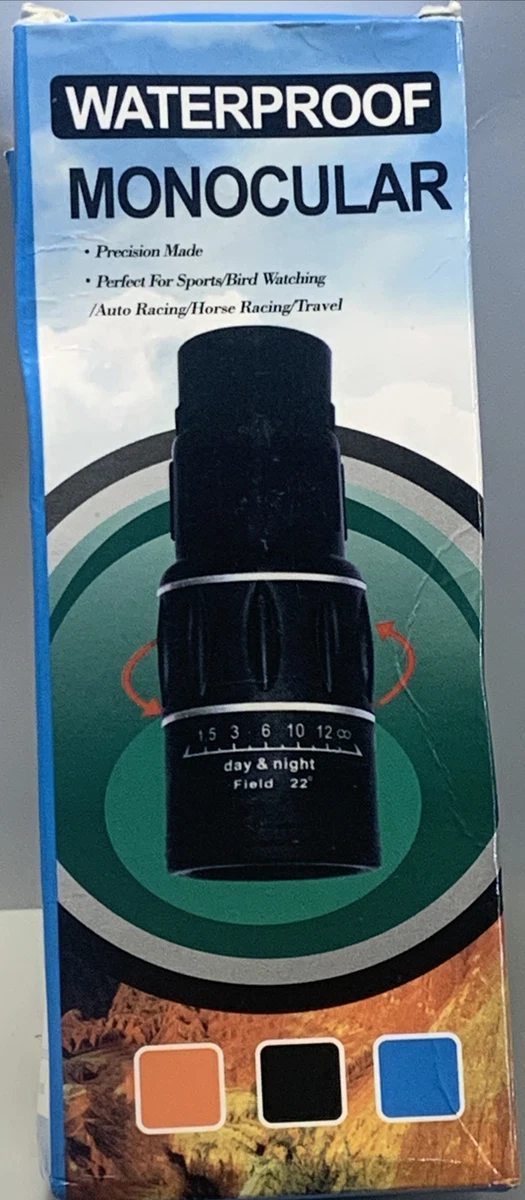 WATERPROOF
MONOCULAR
• Precision Made
• Perfect For Sports/Bird Watching
/Auto Racing/Horse Racing/Travel
1.5 3 · 6 10 12 ∞
day & night
Field 22°